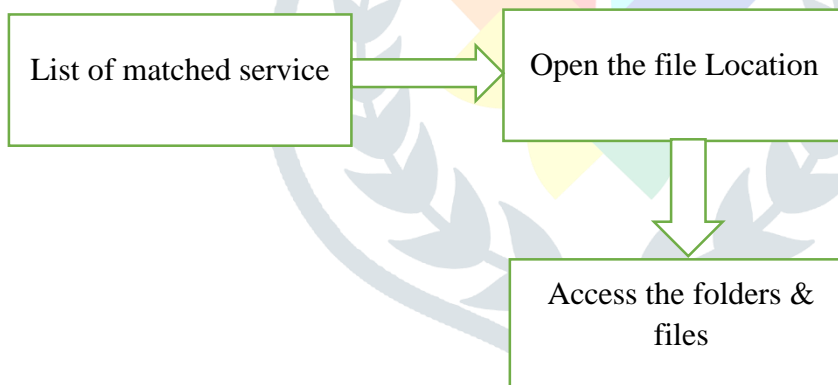 List of matched service
Open the file Location
Access the folders &
files